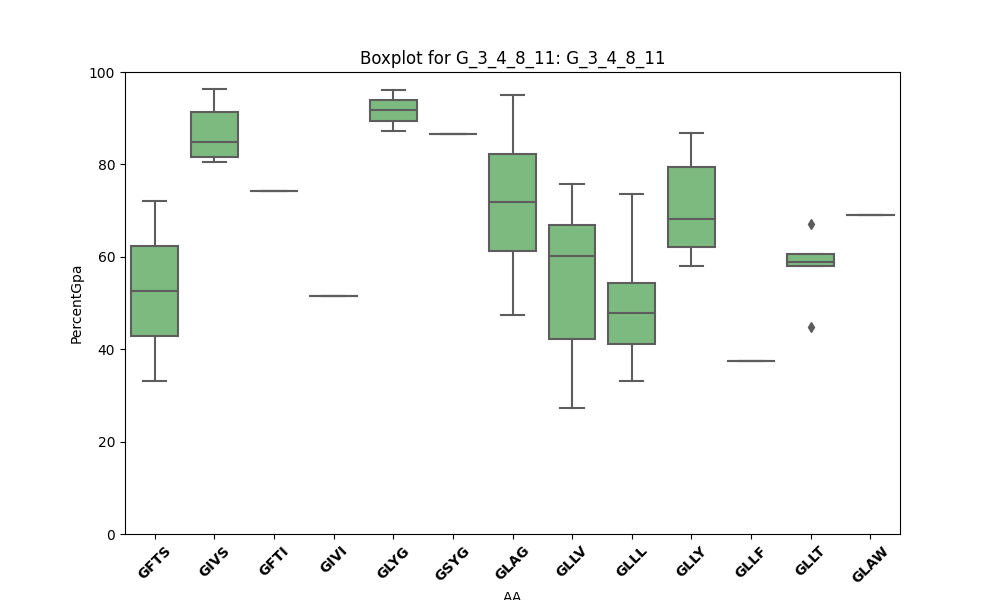 Boxplot for G_3_4_8_11: G_3_4_8_11
100
80
60
40
20
0
PercentGpa
GFTS GIVS GFTI GIVI GLYG GSYG GLAG GLLV GLLL GLLY GLLF GLLT GLAW
AA